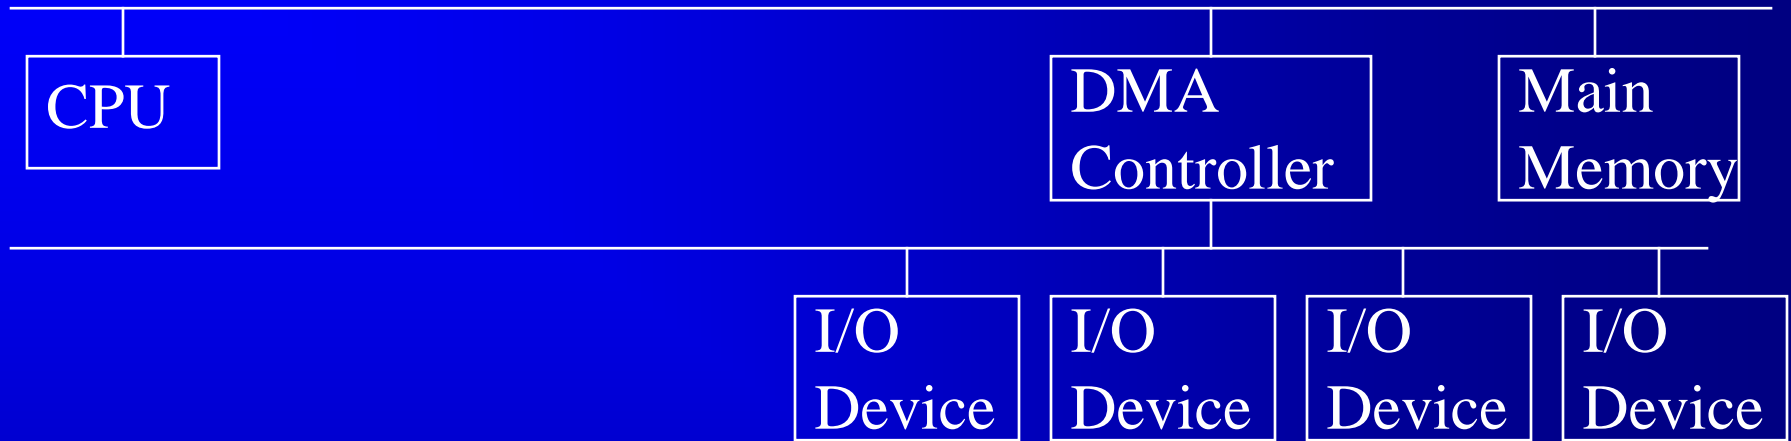 CPU
DMA
Controller
Main
Memory
I/O
Device
I/O
Device
I/O
Device
I/O
Device